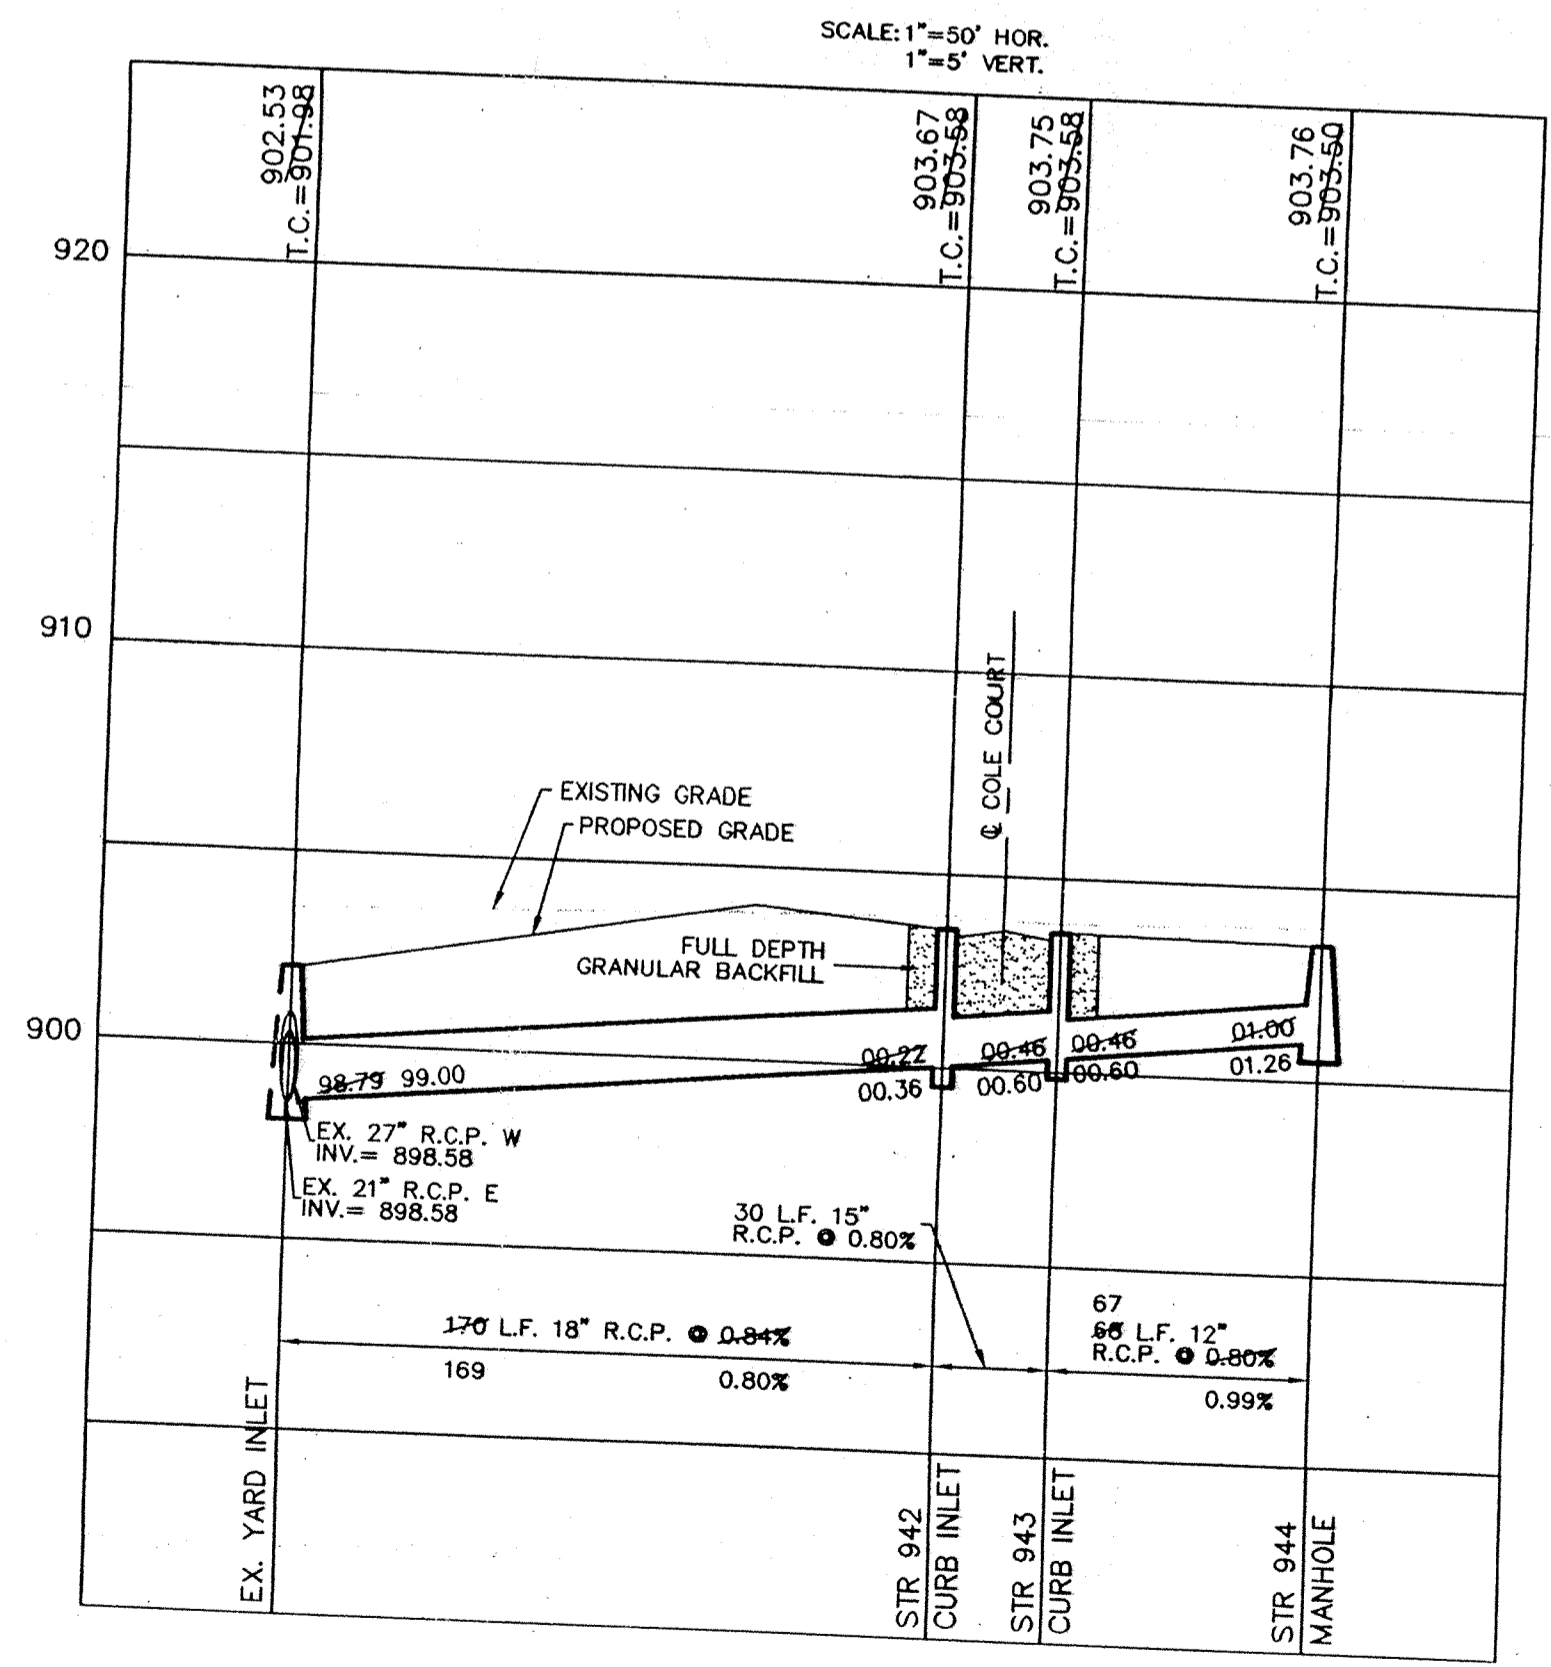 SCALE: 1"=50' HOR.
1"=5' VERT.
902.53
T.C.=901.98
903.67
T.C.=903.58
903.75
T.C.=903.58
903.76
T.C.=903.50
920
910
900
EXISTING GRADE
PROPOSED GRADE
℄ COLE COURT
FULL DEPTH
GRANULAR BACKFILL
98.79 99.00
00.22
00.36
00.46
00.60
00.46
00.60
01.00
01.26
EX. 27" R.C.P. W
INV.= 898.58
EX. 21" R.C.P. E
INV.= 898.58
30 L.F. 15"
R.C.P. @ 0.80%
170 L.F. 18" R.C.P. @ 0.84%
169 0.80%
67
L.F. 12"
R.C.P. @ 0.80%
0.99%
EX. YARD INLET
STR 942
CURB INLET
STR 943
CURB INLET
STR 944
MANHOLE